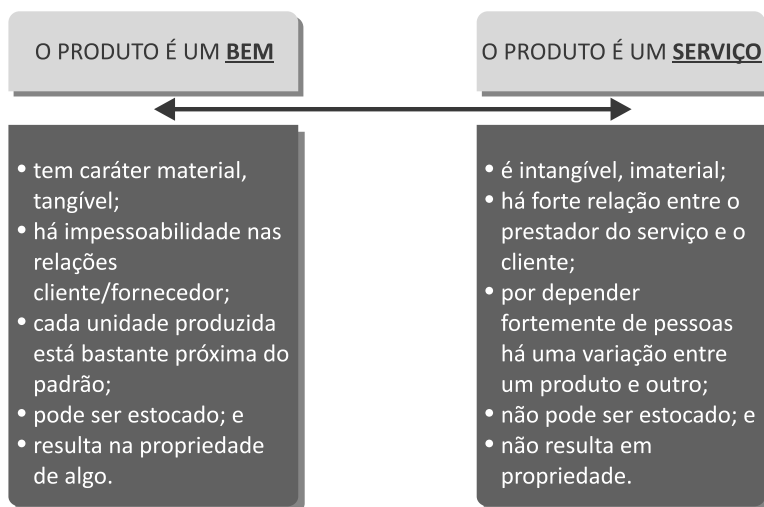 O PRODUTO É UM BEM
• tem caráter material,
tangível;
• há impessoabilidade nas
relações
cliente/fornecedor;
• cada unidade produzida
está bastante próxima do
padrão;
• pode ser estocado; e
• resulta na propriedade
de algo.
O PRODUTO É UM SERVIÇO
• é intangível, imaterial;
• há forte relação entre o
prestador do serviço e o
cliente;
• por depender
fortemente de pessoas
há uma variação entre
um produto e outro;
• não pode ser estocado; e
• não resulta em
propriedade.